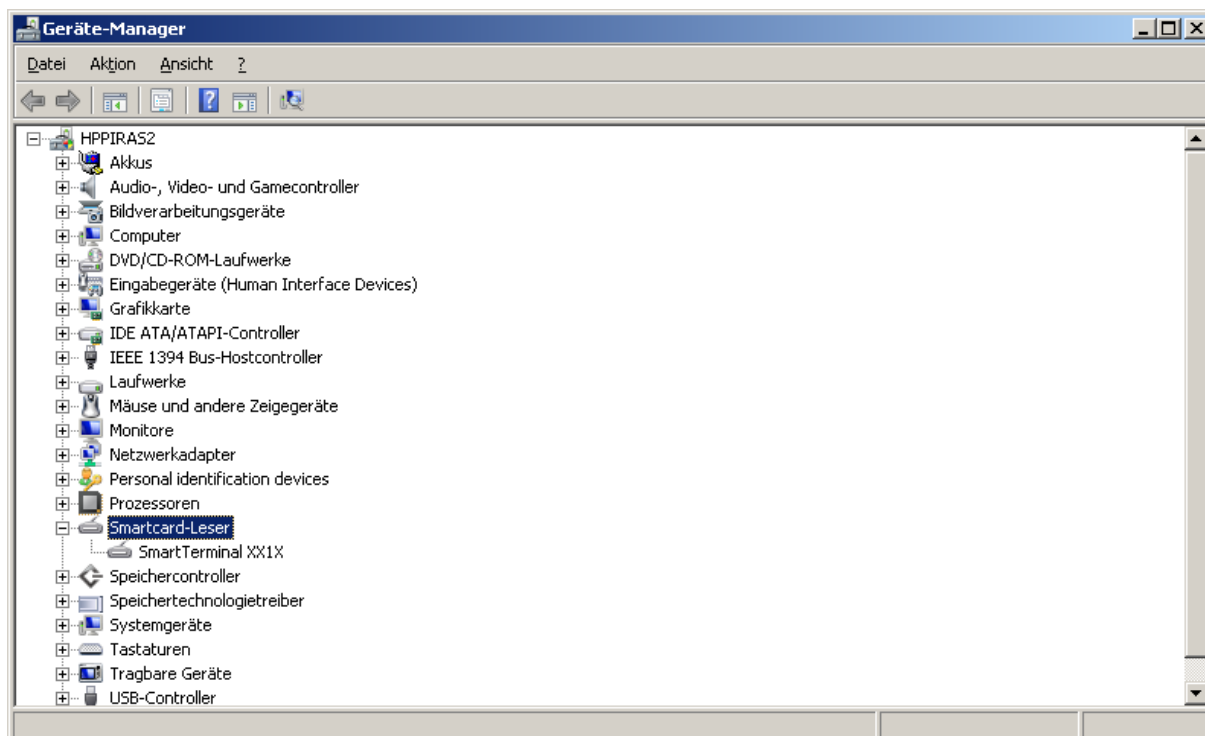 Geräte-Manager
Datei Aktion Ansicht ?
HPPIRAS2
Akkus
Audio-, Video- und Gamecontroller
Bildverarbeitungsgeräte
Computer
DVD/CD-ROM-Laufwerke
Eingabegeräte (Human Interface Devices)
Grafikkarte
IDE ATA/ATAPI-Controller
IEEE 1394 Bus-Hostcontroller
Laufwerke
Mäuse und andere Zeigegeräte
Monitore
Netzwerkadapter
Personal identification devices
Prozessoren
Smartcard-Leser
SmartTerminal XX1X
Speichercontroller
Speichertechnologietreiber
Systemgeräte
Tastaturen
Tragbare Geräte
USB-Controller